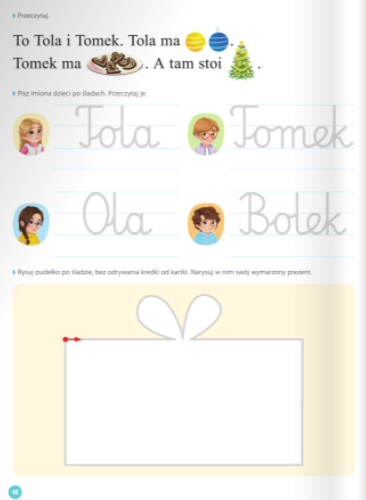 Przeczytaj.
To Tola i Tomek. Tola ma .
Tomek ma . A tam stoi .
Pisz imiona dzieci po śladach. Przeczytaj je.
Tola Tomek
Ola Bolek
Rysuj pudełko po śladzie, bez odrywania kredki od kartki. Narysuj w nim swój wymarzony prezent.
42